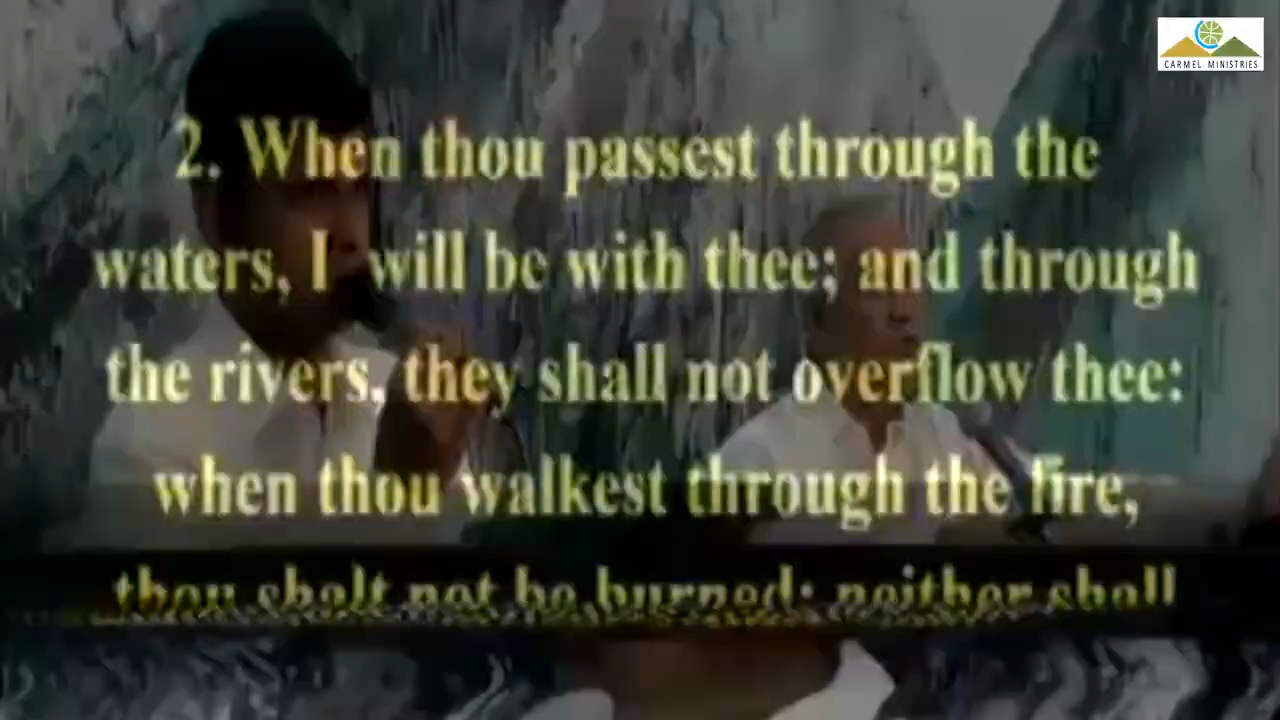 CARMEL MINISTRIES
2. When thou passest through the
waters, I will be with thee; and through
the rivers, they shall not overflow thee:
when thou walkest through the fire,
thou shalt not be burned; neither shall